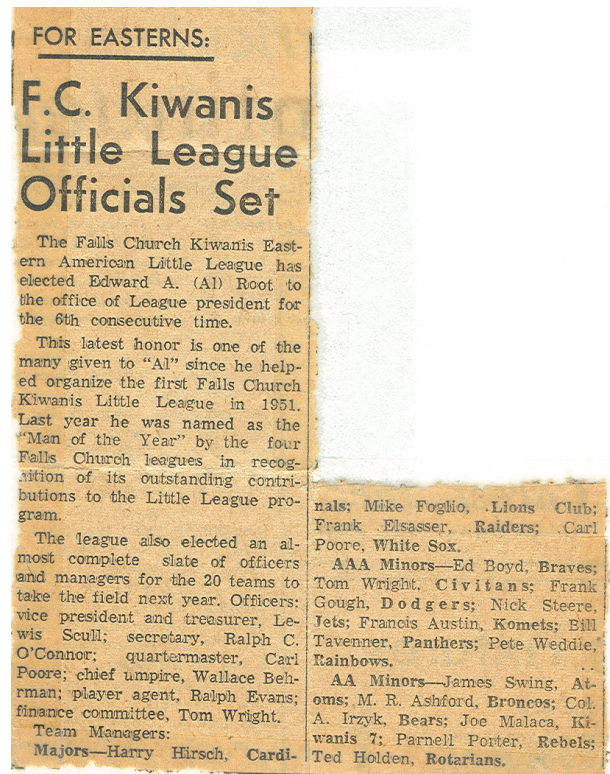 FOR EASTERNS:
F.C. Kiwanis
Little League
Officials Set
The Falls Church Kiwanis East-
ern American Little League has
elected Edward A. (Al) Root to
the office of League president for
the 6th consecutive time.
This latest honor is one of the
many given to "Al" since he help-
ed organize the first Falls Church
Kiwanis Little League in 1951.
Last year he was named as the
"Man of the Year" by the four
Falls Church leagues in recog-
nition of its outstanding contri-
butions to the Little League pro-
gram.
The league also elected an al-
most complete slate of officers
and managers for the 20 teams to
take the field next year. Officers:
vice president and treasurer, Le-
wis Scull; secretary, Ralph C.
O'Connor; quartermaster, Carl
Poore; chief umpire, Wallace Beh-
rman; player agent, Ralph Evans;
finance committee, Tom Wright.
Team Managers:
Majors—Harry Hirsch, Cardi-
nals; Mike Foglio, Lions Club;
Frank Elsasser, Raiders; Carl
Poore, White Sox.
AAA Minors—Ed Boyd, Braves;
Tom Wright, Civitans; Frank
Gough, Dodgers; Nick Steere,
Jets; Francis Austin, Komets; Bill
Tavenner, Panthers; Pete Weddie,
Rainbows.
AA Minors—James Swing, At-
oms; M. R. Ashford, Broncos; Col.
A. Irzyk, Bears; Joe Malaca, Ki-
wanis 7; Parnell Porter, Rebels;
Ted Holden, Rotarians.